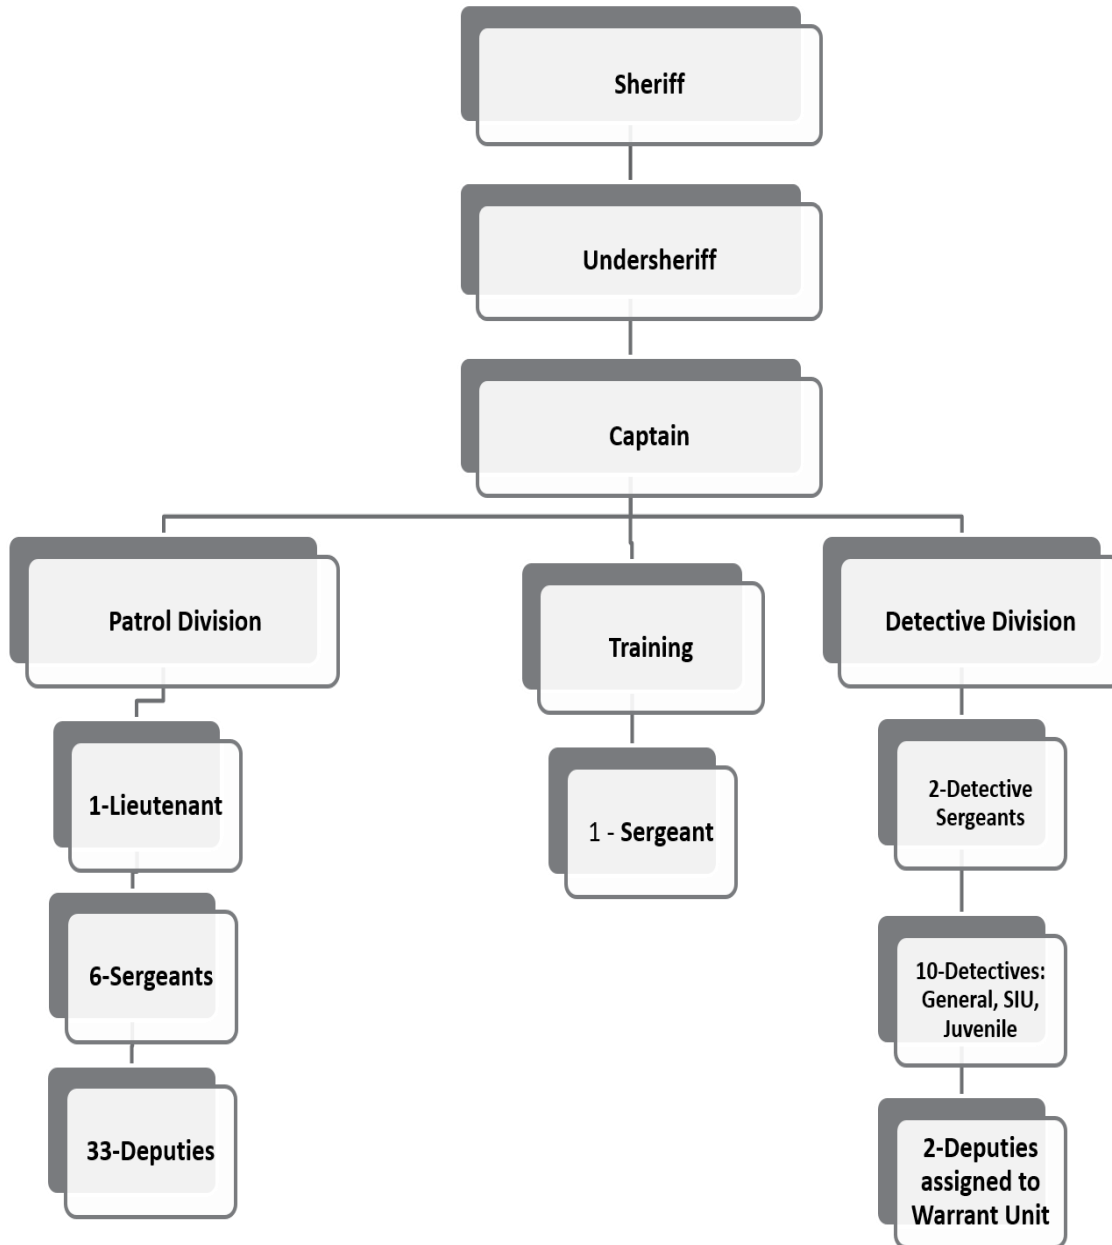 Sheriff
Undersheriff
Captain
Patrol Division
Training
Detective Division
1-Lieutenant
1 - Sergeant
2-Detective
Sergeants
6-Sergeants
10-Detectives:
General, SIU,
Juvenile
33-Deputies
2-Deputies
assigned to
Warrant Unit